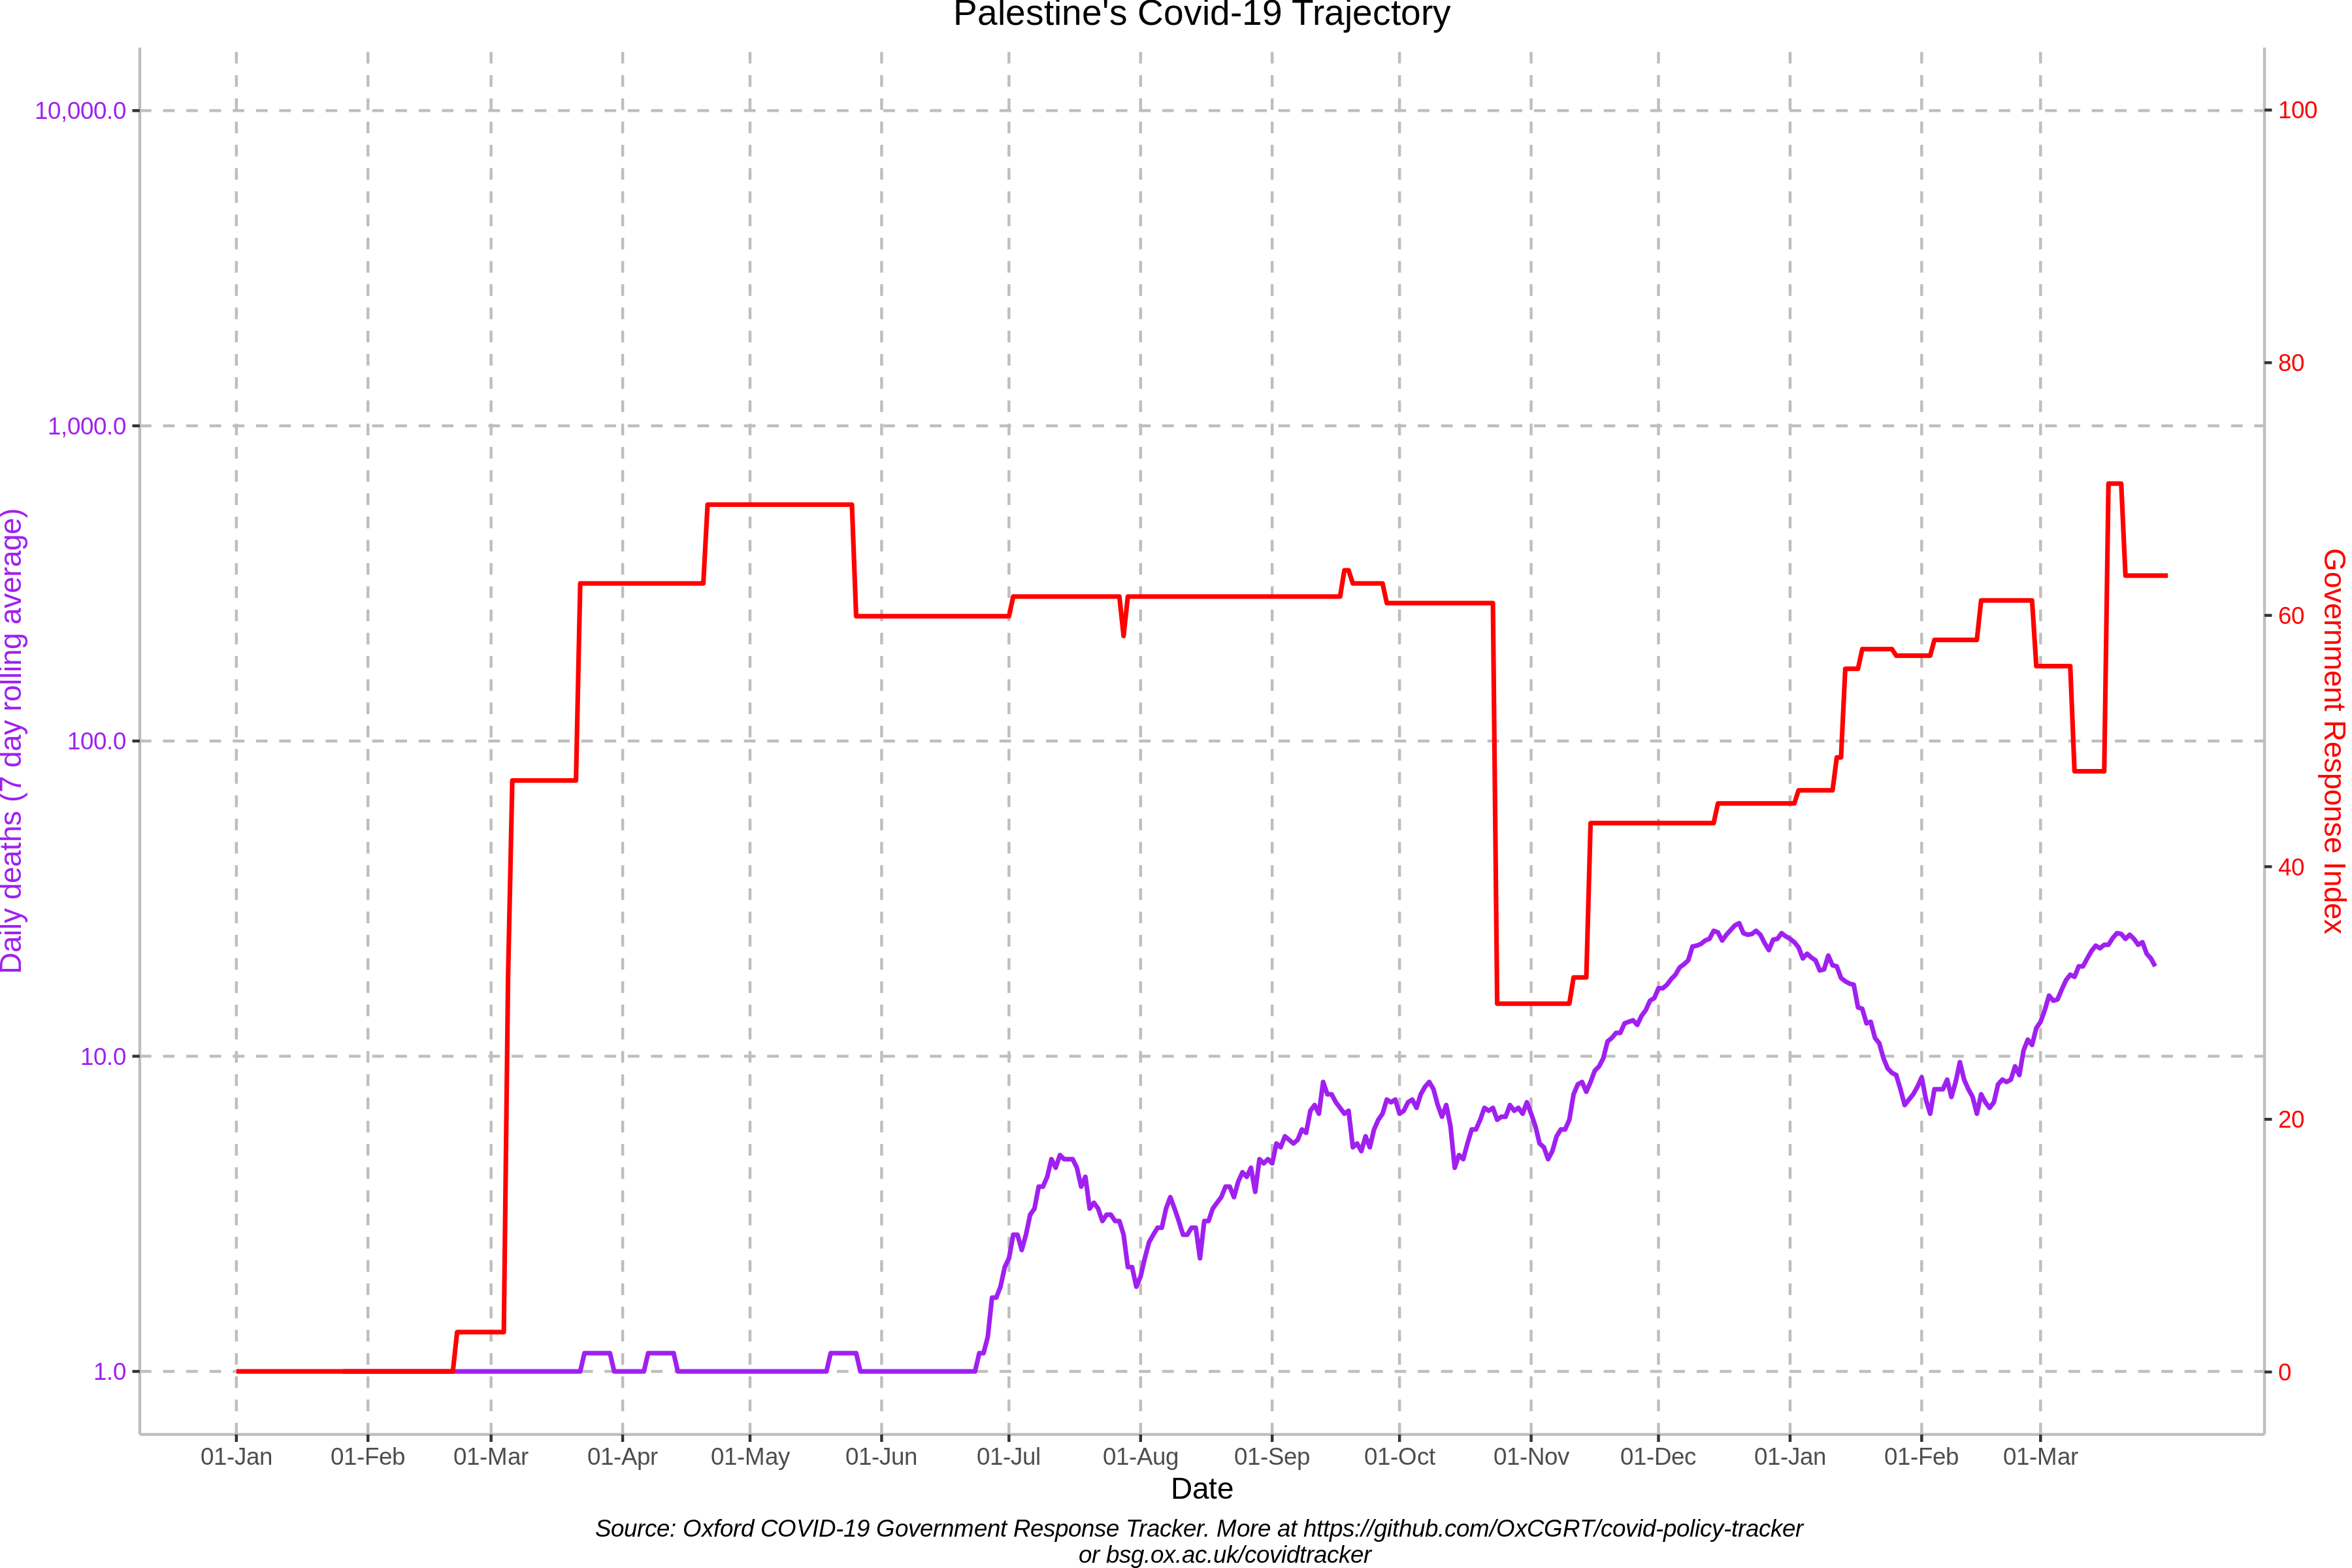 Palestine's Covid-19 Trajectory
10,000.0
1,000.0
100.0
10.0
1.0
Daily deaths (7 day rolling average)
100
80
60
40
20
0
Government Response Index
01-Jan 01-Feb 01-Mar 01-Apr 01-May 01-Jun 01-Jul 01-Aug 01-Sep 01-Oct 01-Nov 01-Dec 01-Jan 01-Feb 01-Mar
Date
Source: Oxford COVID-19 Government Response Tracker. More at https://github.com/OxCGRT/covid-policy-tracker
or bsg.ox.ac.uk/covidtracker